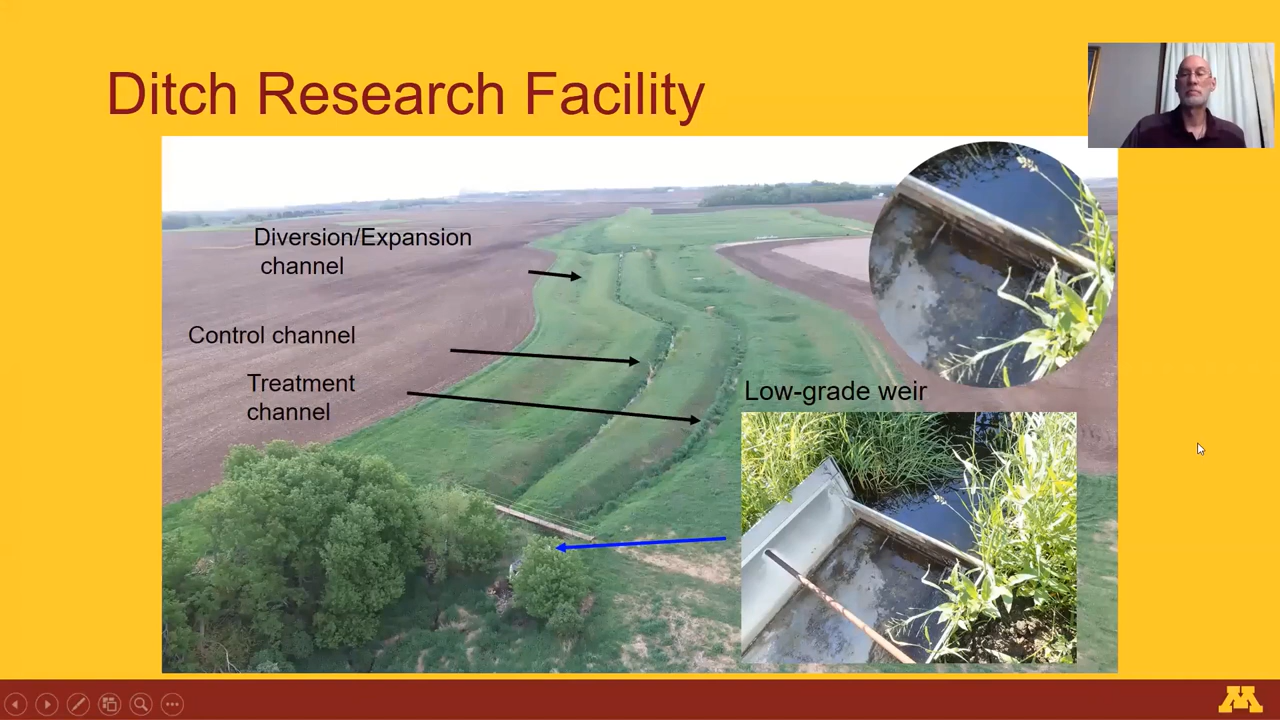 Ditch Research Facility
Diversion/Expansion
channel
Control channel
Treatment
channel
Low-grade weir
M